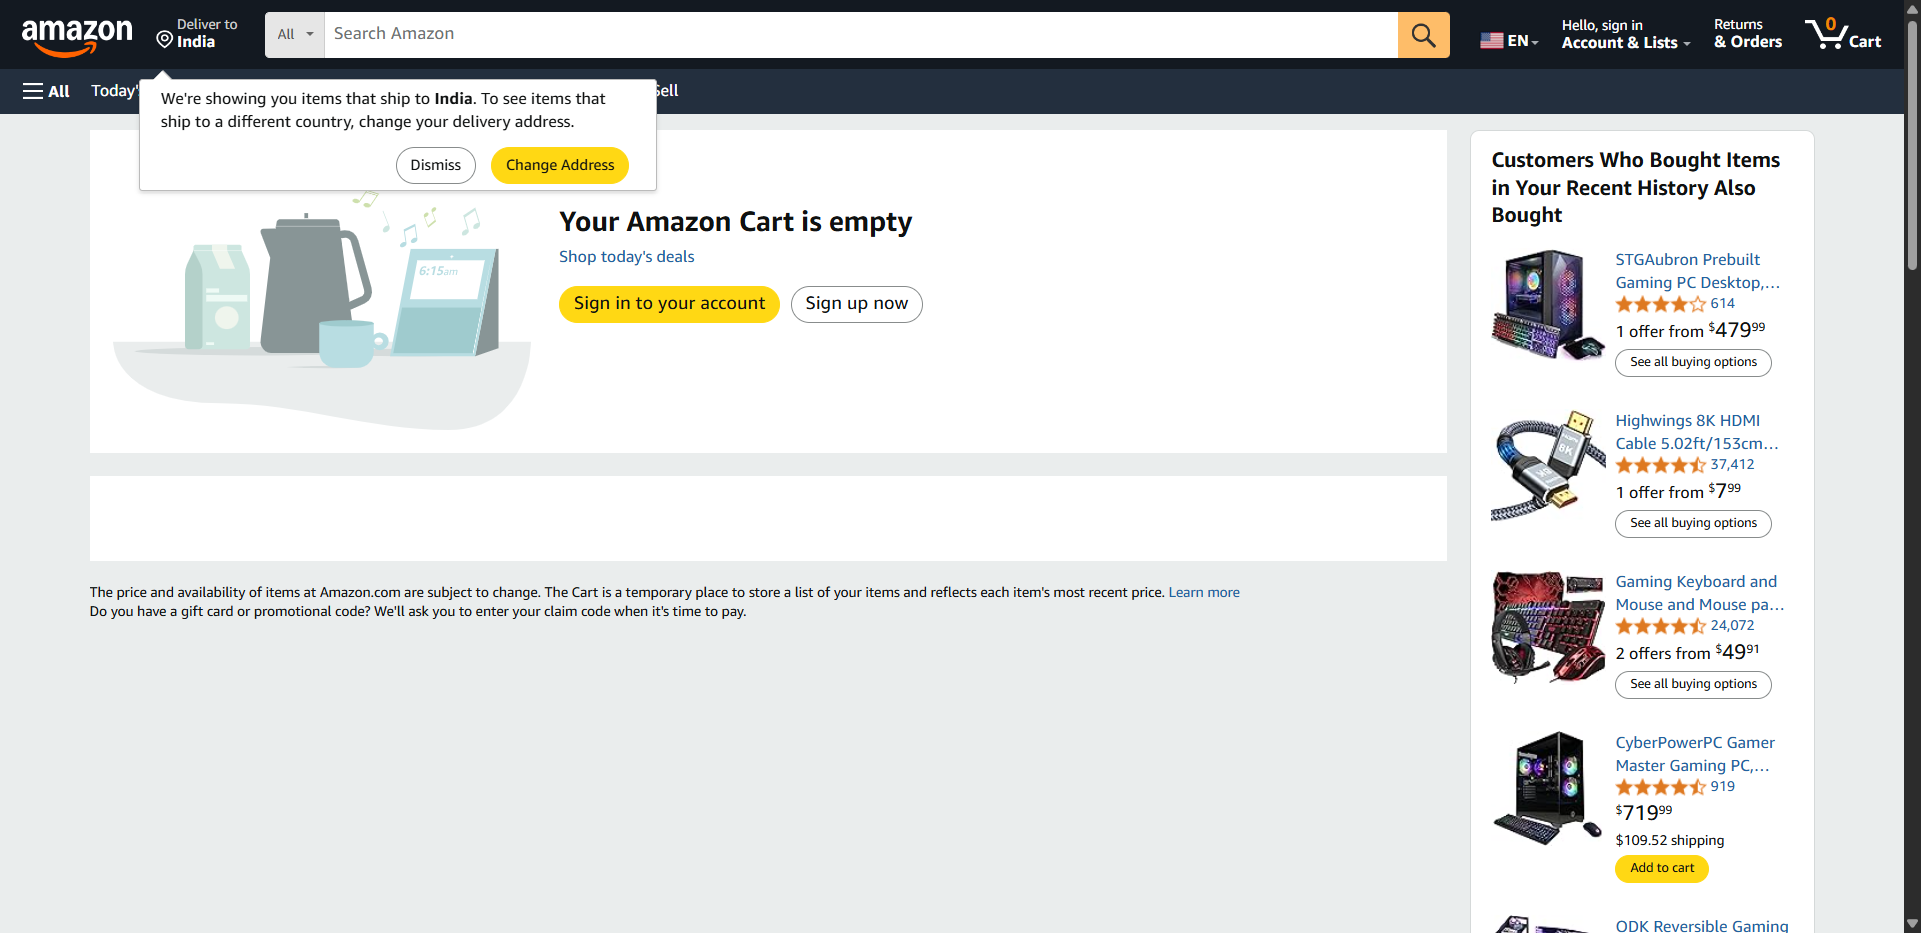 amazon
Deliver to
India
All
Search Amazon
EN
Hello, sign in
Account & Lists
Returns
& Orders
0
Cart
All
Today'
Sell
We're showing you items that ship to India. To see items that
ship to a different country, change your delivery address.
Dismiss
Change Address
6:15am
Your Amazon Cart is empty
Shop today's deals
Sign in to your account
Sign up now
The price and availability of items at Amazon.com are subject to change. The Cart is a temporary place to store a list of your items and reflects each item's most recent price. Learn more
Do you have a gift card or promotional code? We'll ask you to enter your claim code when it's time to pay.
Customers Who Bought Items
in Your Recent History Also
Bought
STGAubron Prebuilt
Gaming PC Desktop,…
614
1 offer from $47999
See all buying options
Highwings 8K HDMI
Cable 5.02ft/153cm…
37,412
1 offer from $799
See all buying options
8K
Gaming Keyboard and
Mouse and Mouse pa…
24,072
2 offers from $4991
See all buying options
CyberPowerPC Gamer
Master Gaming PC,…
919
$71999
$109.52 shipping
Add to cart
ODK Reversible Gaming